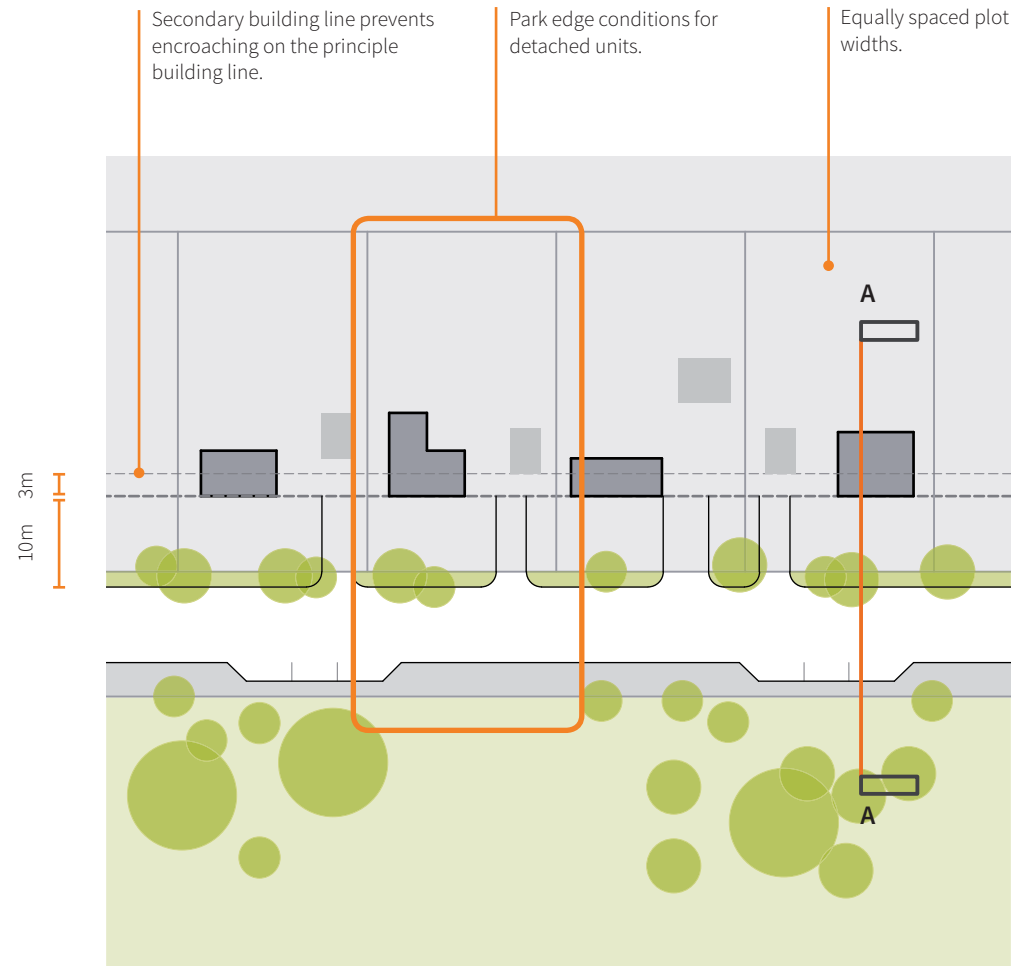 Secondary building line prevents
encroaching on the principle
building line.
Park edge conditions for
detached units.
Equally spaced plot
widths.
A
3m
10m
A